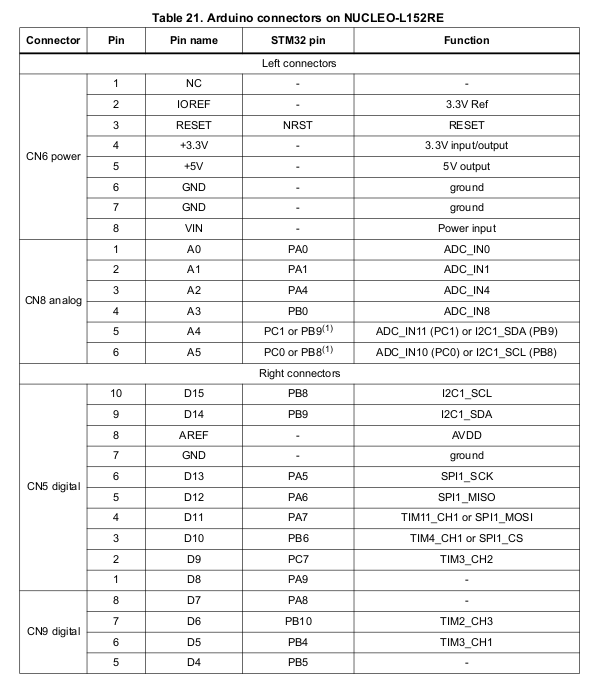 Table 21. Arduino connectors on NUCLEO-L152RE
Connector Pin Pin name STM32 pin Function
Left connectors
CN6 power
1 NC - -
2 IOREF - 3.3V Ref
3 RESET NRST RESET
4 +3.3V - 3.3V input/output
5 +5V - 5V output
6 GND - ground
7 GND - ground
8 VIN - Power input
CN8 analog
1 A0 PA0 ADC_IN0
2 A1 PA1 ADC_IN1
3 A2 PA4 ADC_IN4
4 A3 PB0 ADC_IN8
5 A4 PC1 or PB9(1) ADC_IN11 (PC1) or I2C1_SDA (PB9)
6 A5 PC0 or PB8(1) ADC_IN10 (PC0) or I2C1_SCL (PB8)
Right connectors
CN5 digital
10 D15 PB8 I2C1_SCL
9 D14 PB9 I2C1_SDA
8 AREF - AVDD
7 GND - ground
6 D13 PA5 SPI1_SCK
5 D12 PA6 SPI1_MISO
4 D11 PA7 TIM11_CH1 or SPI1_MOSI
3 D10 PB6 TIM4_CH1 or SPI1_CS
2 D9 PC7 TIM3_CH2
1 D8 PA9 -
CN9 digital
8 D7 PA8 -
7 D6 PB10 TIM2_CH3
6 D5 PB4 TIM3_CH1
5 D4 PB5 -